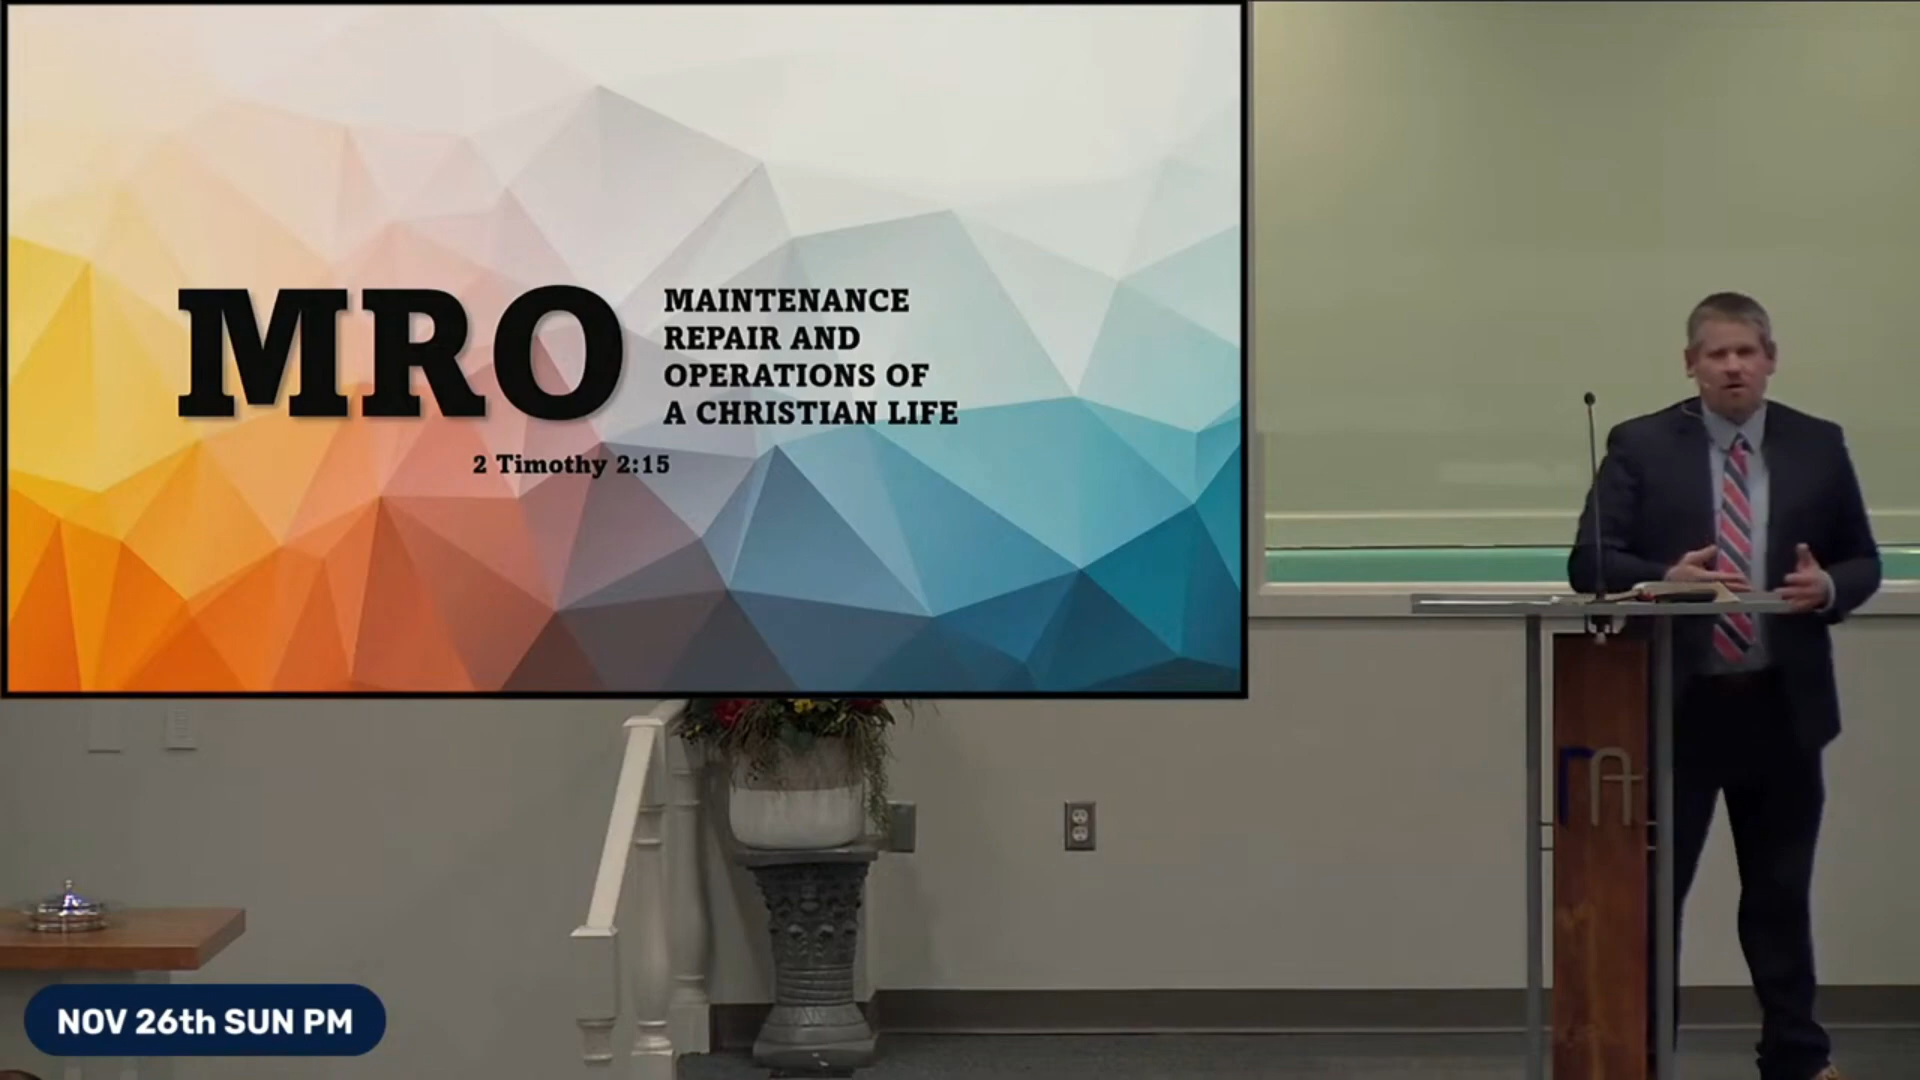 MRO
MAINTENANCE
REPAIR AND
OPERATIONS OF
A CHRISTIAN LIFE
2 Timothy 2:15
NOV 26th SUN PM